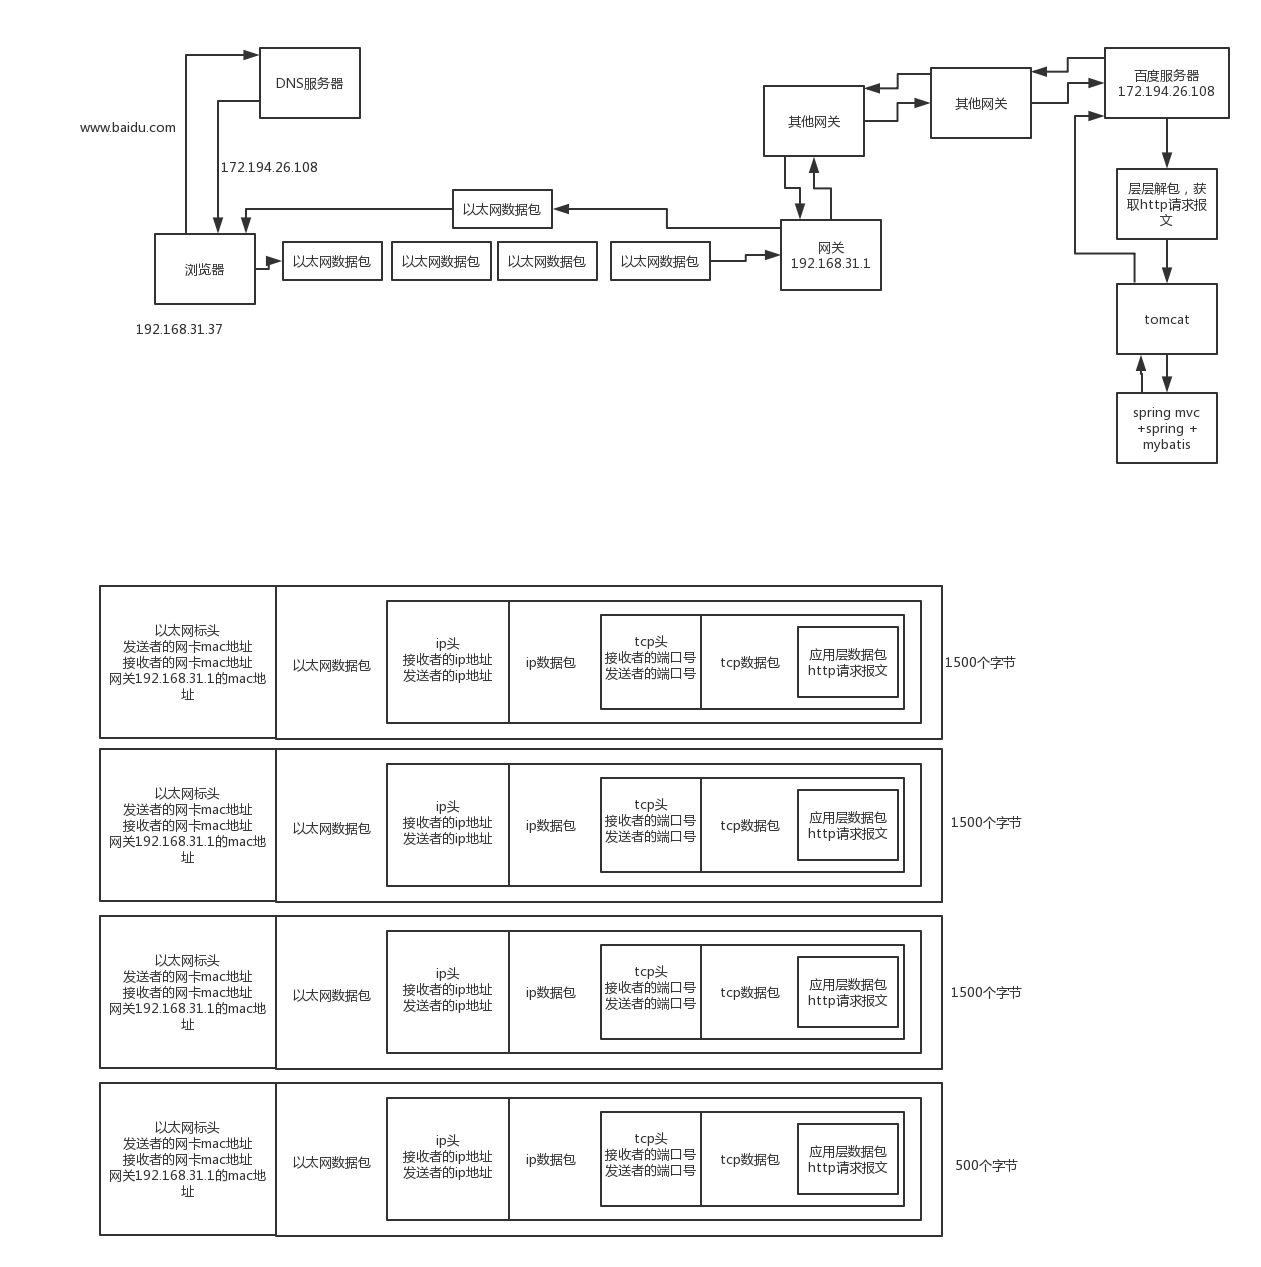 DNS服务器
www.baidu.com
172.194.26.108
浏览器
192.168.31.37
以太网数据包
以太网数据包
以太网数据包
以太网数据包
以太网数据包
网关
192.168.31.1
其他网关
其他网关
百度服务器
172.194.26.108
层层解包，获
取http请求报
文
tomcat
spring mvc
+spring +
mybatis
以太网标头
发送者的网卡mac地址
接收者的网卡mac地址
网关192.168.31.1的mac地
址
以太网数据包
ip头
接收者的ip地址
发送者的ip地址
ip数据包
tcp头
接收者的端口号
发送者的端口号
tcp数据包
应用层数据包
http请求报文
1500个字节
以太网标头
发送者的网卡mac地址
接收者的网卡mac地址
网关192.168.31.1的mac地
址
以太网数据包
ip头
接收者的ip地址
发送者的ip地址
ip数据包
tcp头
接收者的端口号
发送者的端口号
tcp数据包
应用层数据包
http请求报文
1500个字节
以太网标头
发送者的网卡mac地址
接收者的网卡mac地址
网关192.168.31.1的mac地
址
以太网数据包
ip头
接收者的ip地址
发送者的ip地址
ip数据包
tcp头
接收者的端口号
发送者的端口号
tcp数据包
应用层数据包
http请求报文
1500个字节
以太网标头
发送者的网卡mac地址
接收者的网卡mac地址
网关192.168.31.1的mac地
址
以太网数据包
ip头
接收者的ip地址
发送者的ip地址
ip数据包
tcp头
接收者的端口号
发送者的端口号
tcp数据包
应用层数据包
http请求报文
500个字节